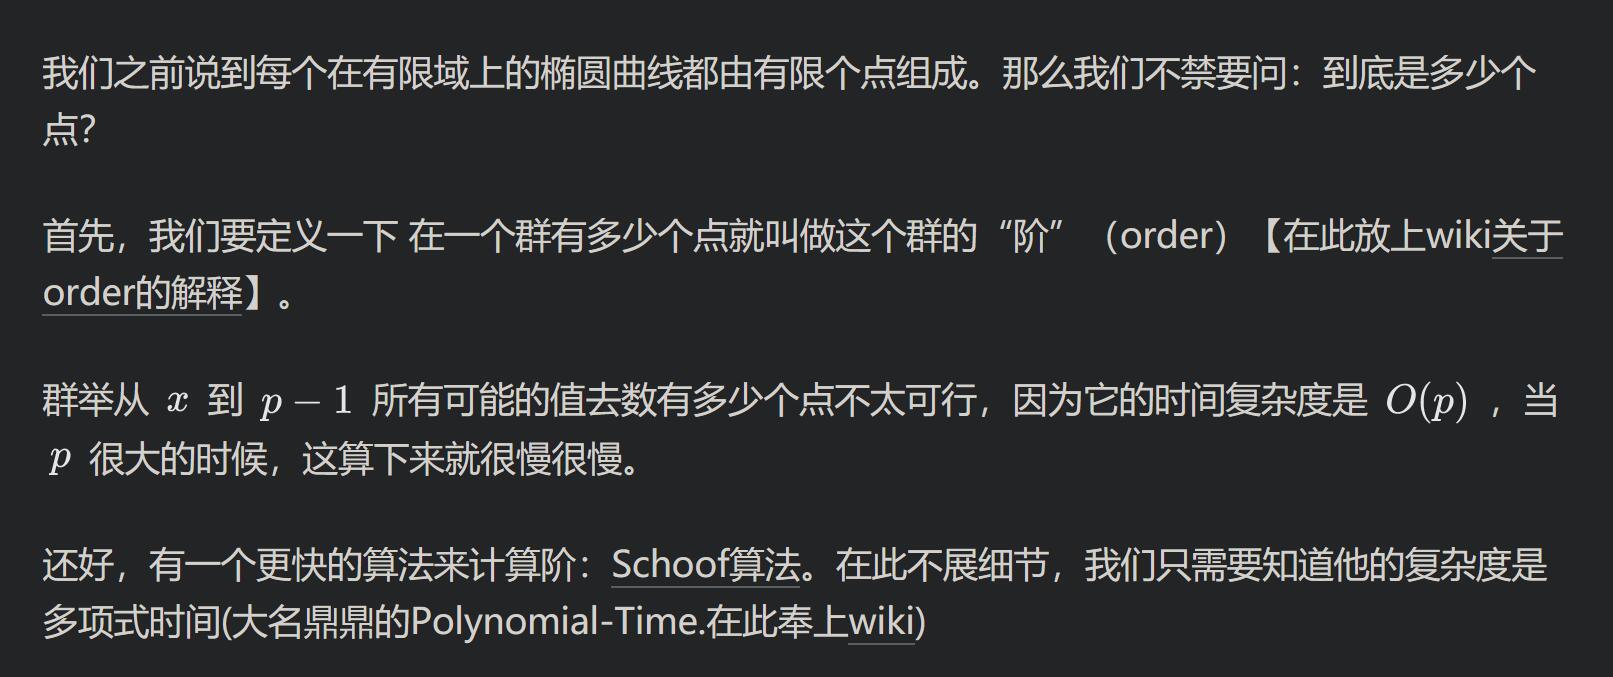 我们之前说到每个在有限域上的椭圆曲线都由有限个点组成。那么我们不禁要问：到底是多少个
点？
首先，我们要定义一下 在一个群有多少个点就叫做这个群的“阶”（order）【在此放上wiki关于
order的解释】。
群举从 x 到 p − 1 所有可能的值去数有多少个点不太可行，因为它的时间复杂度是 O(p) ，当
p 很大的时候，这算下来就很慢很慢。
还好，有一个更快的算法来计算阶：Schoof算法。在此不展细节，我们只需要知道他的复杂度是
多项式时间(大名鼎鼎的Polynomial-Time.在此奉上wiki)